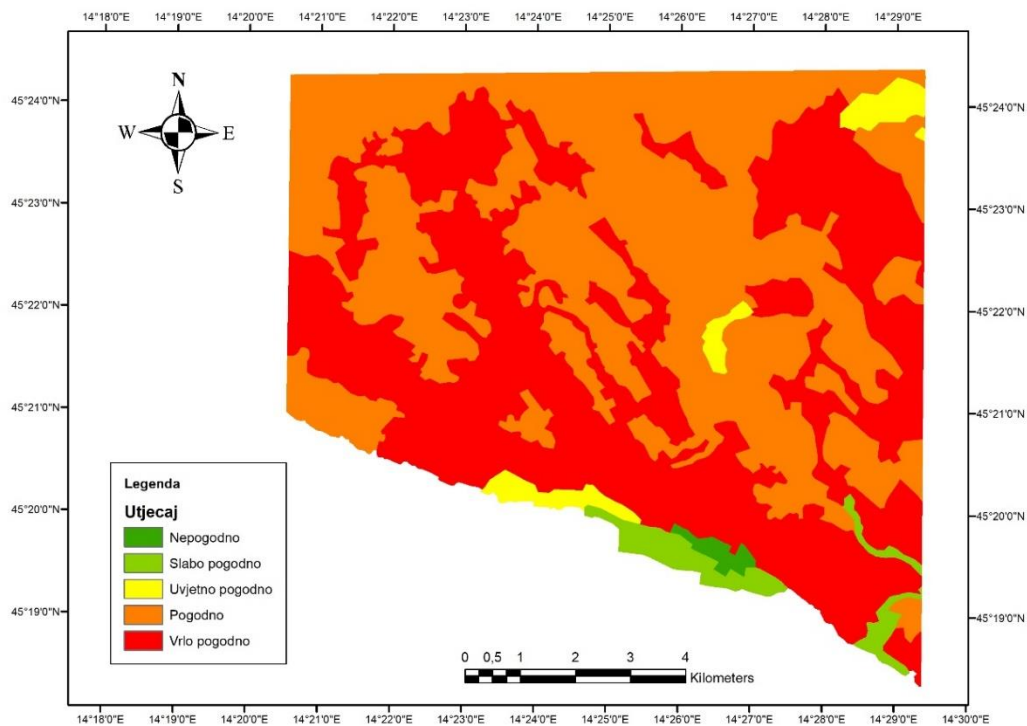 14°18'0"E 14°19'0"E 14°20'0"E 14°21'0"E 14°22'0"E 14°23'0"E 14°24'0"E 14°25'0"E 14°26'0"E 14°27'0"E 14°28'0"E 14°29'0"E
45°24'0"N
45°24'0"N
N
W
E
S
45°23'0"N
45°23'0"N
45°22'0"N
45°22'0"N
45°21'0"N
45°21'0"N
45°20'0"N
45°20'0"N
45°19'0"N
45°19'0"N
Legenda
Utjecaj
Nepogodno
Slabo pogodno
Uvjetno pogodno
Pogodno
Vrlo pogodno
0 0,5 1 2 3 4
Kilometers
14°18'0"E 14°19'0"E 14°20'0"E 14°21'0"E 14°22'0"E 14°23'0"E 14°24'0"E 14°25'0"E 14°26'0"E 14°27'0"E 14°28'0"E 14°29'0"E 14°30'0"E